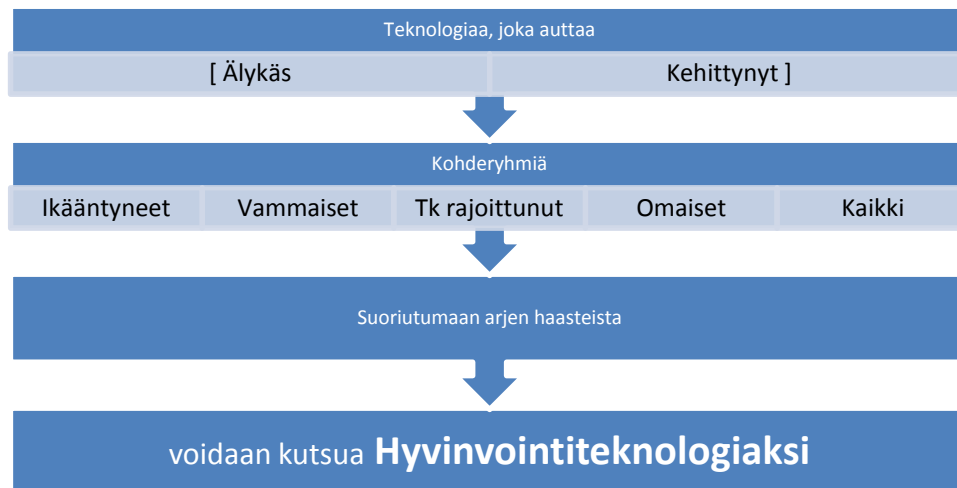 Teknologiaa, joka auttaa
[ Älykäs Kehittynyt ]
Kohderyhmiä
Ikääntyneet Vammaiset Tk rajoittunut Omaiset Kaikki
Suoriutumaan arjen haasteista
voidaan kutsua Hyvinvointiteknologiaksi